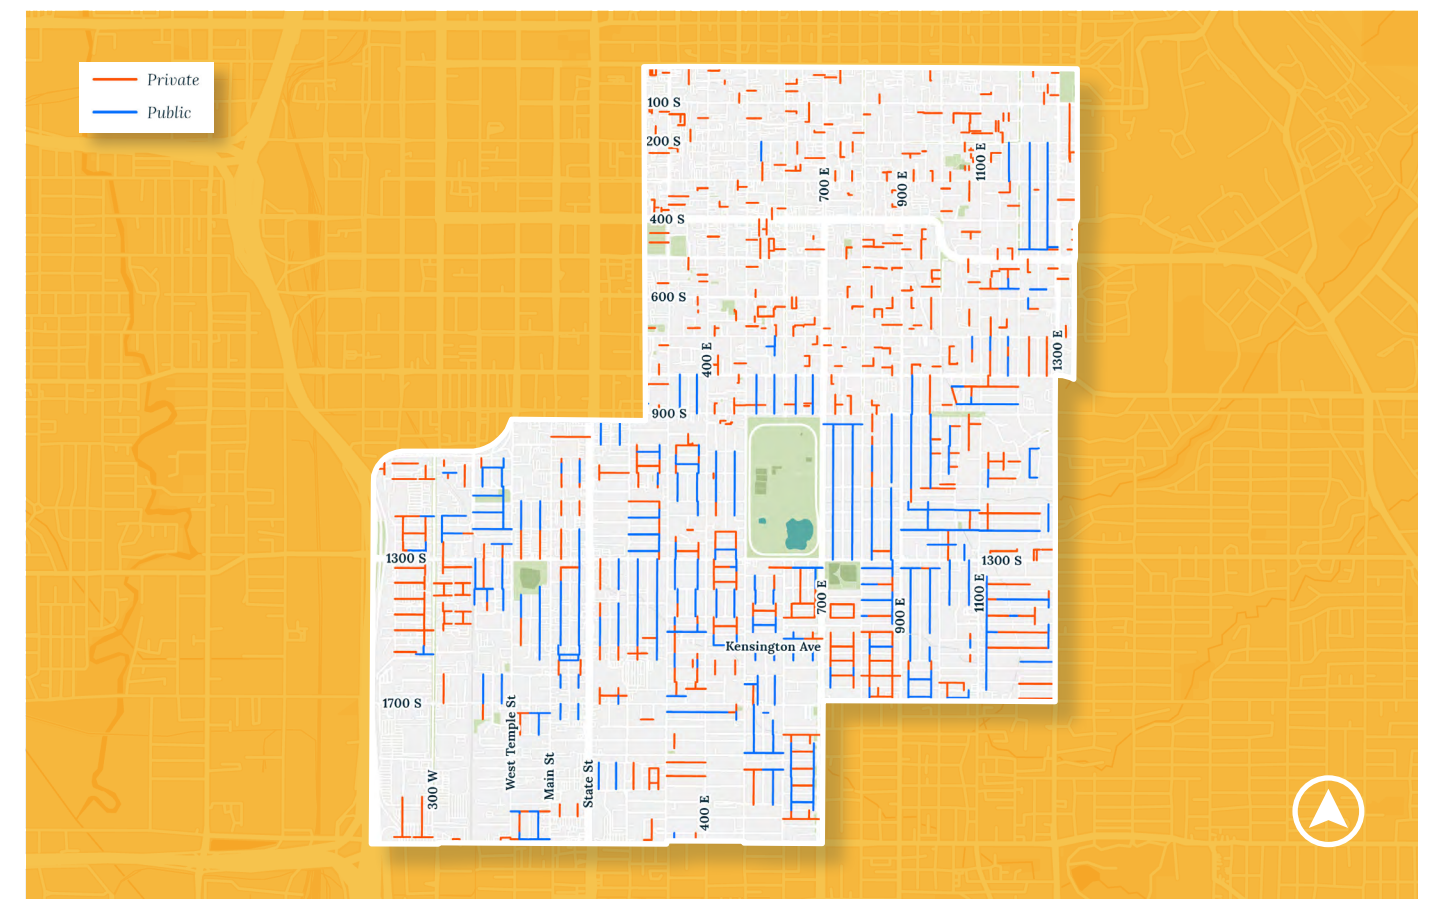 Private
Public
100 S
200 S
1100 E
700 E
900 E
400 S
600 S
400 E
1300 E
900 S
1300 S
1300 S
700 E
900 E
1100 E
Kensington Ave
1700 S
West Temple St
Main St
State St
300 W
400 E